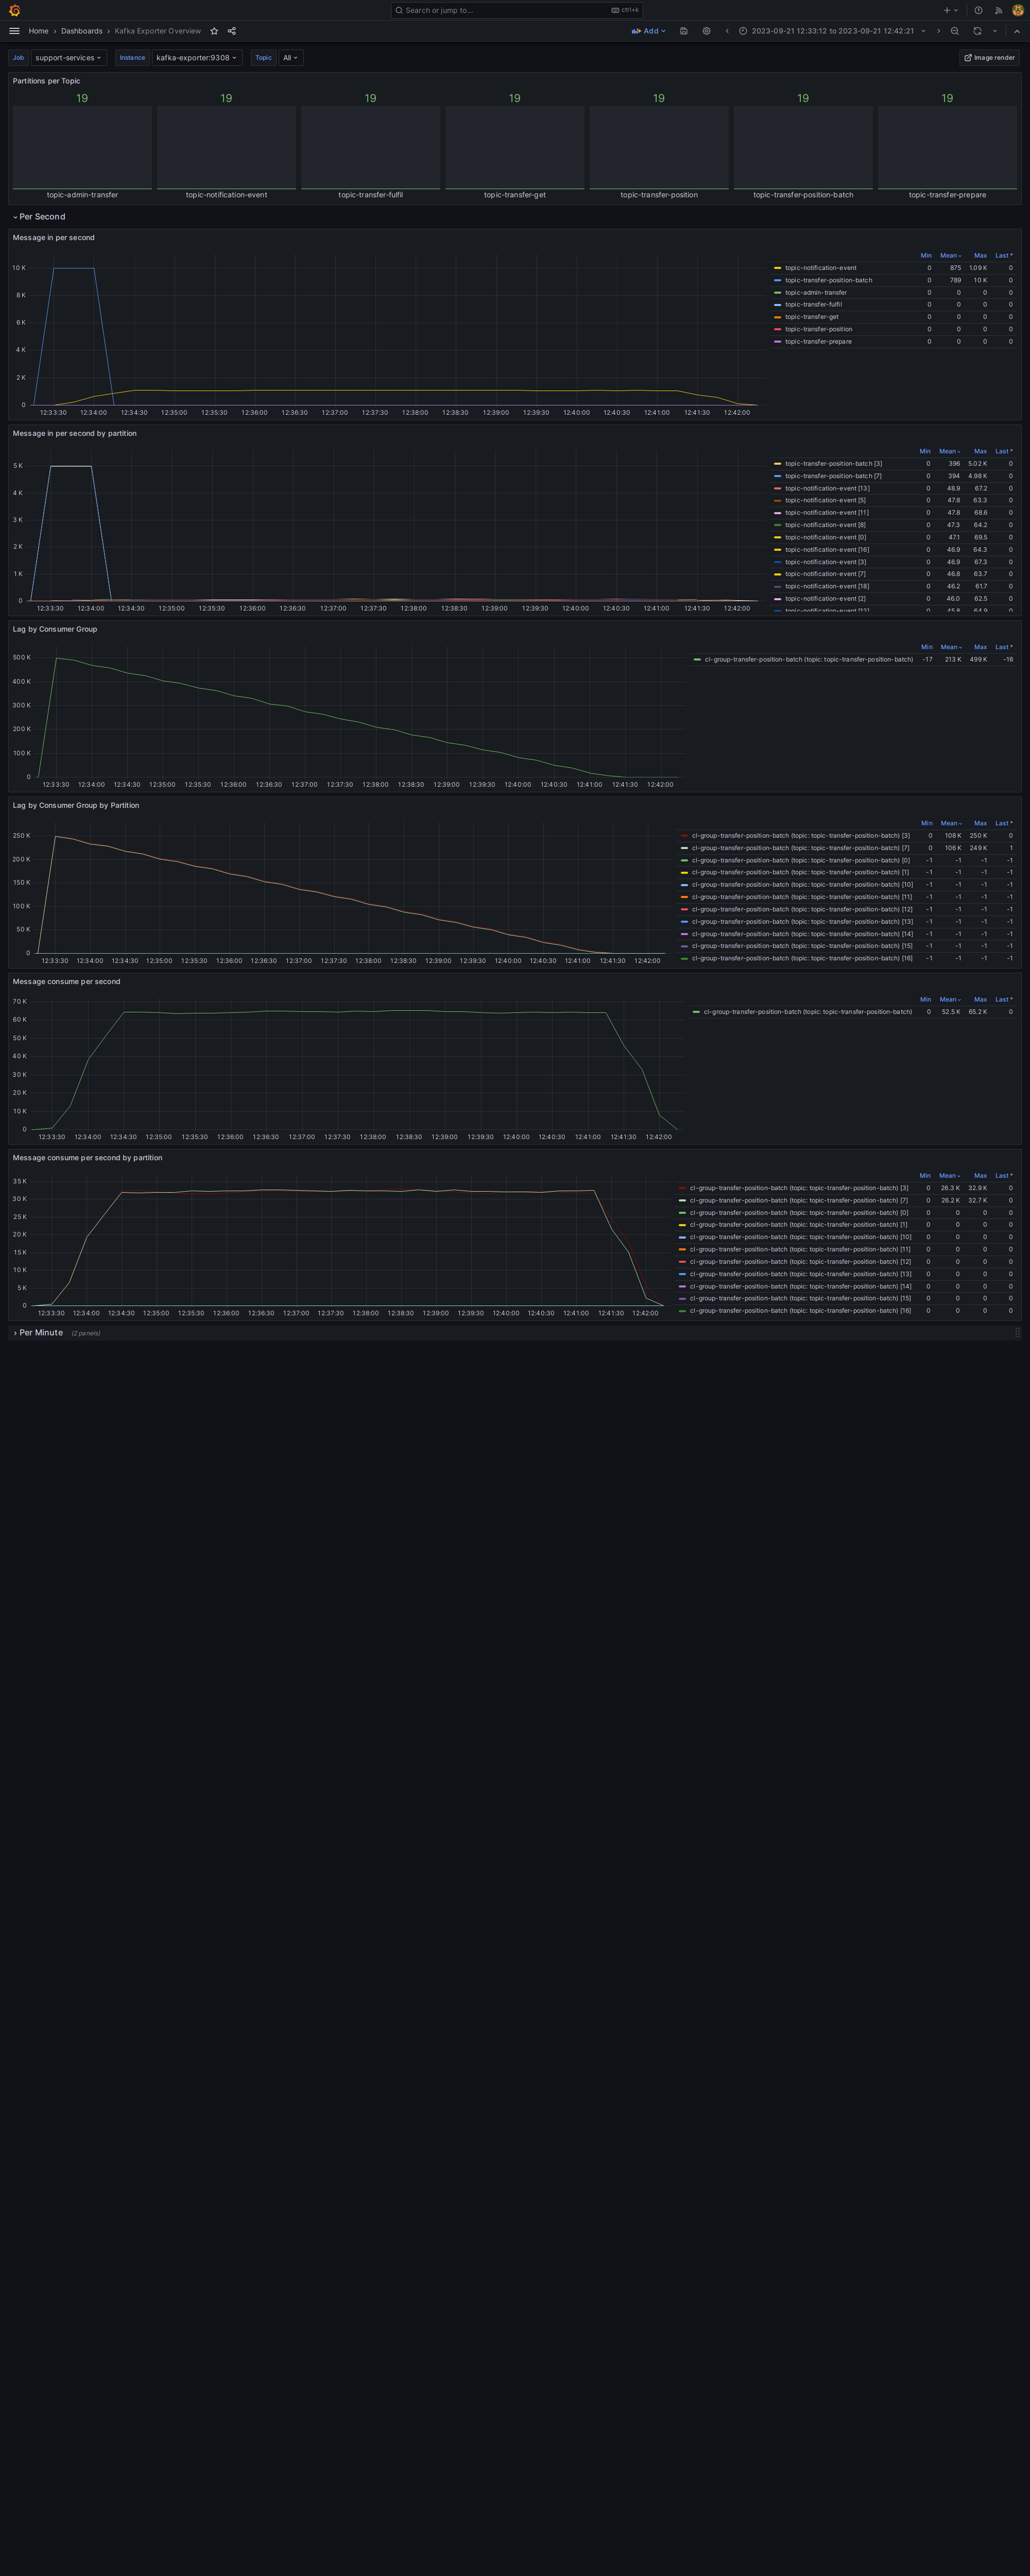 Search or jump to... ctrl+k
Home › Dashboards › Kafka Exporter Overview Add 2023-09-21 12:33:12 to 2023-09-21 12:42:21
Job support-services Instance kafka-exporter:9308 Topic All Image render
Partitions per Topic
19 19 19 19 19 19 19
topic-admin-transfer topic-notification-event topic-transfer-fulfil topic-transfer-get topic-transfer-position topic-transfer-position-batch topic-transfer-prepare
Per Second
Message in per second
Min Mean Max Last *
topic-notification-event 0 875 1.09 K 0
topic-transfer-position-batch 0 789 10 K 0
topic-admin-transfer 0 0 0 0
topic-transfer-fulfil 0 0 0 0
topic-transfer-get 0 0 0 0
topic-transfer-position 0 0 0 0
topic-transfer-prepare 0 0 0 0
10 K
8 K
6 K
4 K
2 K
0
12:33:30 12:34:00 12:34:30 12:35:00 12:35:30 12:36:00 12:36:30 12:37:00 12:37:30 12:38:00 12:38:30 12:39:00 12:39:30 12:40:00 12:40:30 12:41:00 12:41:30 12:42:00
Message in per second by partition
Min Mean Max Last *
topic-transfer-position-batch [3] 0 396 5.02 K 0
topic-transfer-position-batch [7] 0 394 4.98 K 0
topic-notification-event [13] 0 48.9 67.2 0
topic-notification-event [5] 0 47.8 63.3 0
topic-notification-event [11] 0 47.8 68.6 0
topic-notification-event [8] 0 47.3 64.2 0
topic-notification-event [0] 0 47.1 69.5 0
topic-notification-event [16] 0 46.9 64.3 0
topic-notification-event [3] 0 46.9 67.3 0
topic-notification-event [7] 0 46.8 63.7 0
topic-notification-event [18] 0 46.2 61.7 0
topic-notification-event [2] 0 46.0 62.5 0
topic-notification-event [12] 0 45.8 64.9 0
5 K
4 K
3 K
2 K
1 K
0
12:33:30 12:34:00 12:34:30 12:35:00 12:35:30 12:36:00 12:36:30 12:37:00 12:37:30 12:38:00 12:38:30 12:39:00 12:39:30 12:40:00 12:40:30 12:41:00 12:41:30 12:42:00
Lag by Consumer Group
Min Mean Max Last *
cl-group-transfer-position-batch (topic: topic-transfer-position-batch) -17 213 K 499 K -16
500 K
400 K
300 K
200 K
100 K
0
12:33:30 12:34:00 12:34:30 12:35:00 12:35:30 12:36:00 12:36:30 12:37:00 12:37:30 12:38:00 12:38:30 12:39:00 12:39:30 12:40:00 12:40:30 12:41:00 12:41:30 12:42:00
Lag by Consumer Group by Partition
Min Mean Max Last *
cl-group-transfer-position-batch (topic: topic-transfer-position-batch) [3] 0 108 K 250 K 0
cl-group-transfer-position-batch (topic: topic-transfer-position-batch) [7] 0 106 K 249 K 1
cl-group-transfer-position-batch (topic: topic-transfer-position-batch) [0] -1 -1 -1 -1
cl-group-transfer-position-batch (topic: topic-transfer-position-batch) [1] -1 -1 -1 -1
cl-group-transfer-position-batch (topic: topic-transfer-position-batch) [10] -1 -1 -1 -1
cl-group-transfer-position-batch (topic: topic-transfer-position-batch) [11] -1 -1 -1 -1
cl-group-transfer-position-batch (topic: topic-transfer-position-batch) [12] -1 -1 -1 -1
cl-group-transfer-position-batch (topic: topic-transfer-position-batch) [13] -1 -1 -1 -1
cl-group-transfer-position-batch (topic: topic-transfer-position-batch) [14] -1 -1 -1 -1
cl-group-transfer-position-batch (topic: topic-transfer-position-batch) [15] -1 -1 -1 -1
cl-group-transfer-position-batch (topic: topic-transfer-position-batch) [16] -1 -1 -1 -1
250 K
200 K
150 K
100 K
50 K
0
12:33:30 12:34:00 12:34:30 12:35:00 12:35:30 12:36:00 12:36:30 12:37:00 12:37:30 12:38:00 12:38:30 12:39:00 12:39:30 12:40:00 12:40:30 12:41:00 12:41:30 12:42:00
Message consume per second
Min Mean Max Last *
cl-group-transfer-position-batch (topic: topic-transfer-position-batch) 0 52.5 K 65.2 K 0
70 K
60 K
50 K
40 K
30 K
20 K
10 K
0
12:33:30 12:34:00 12:34:30 12:35:00 12:35:30 12:36:00 12:36:30 12:37:00 12:37:30 12:38:00 12:38:30 12:39:00 12:39:30 12:40:00 12:40:30 12:41:00 12:41:30 12:42:00
Message consume per second by partition
Min Mean Max Last *
cl-group-transfer-position-batch (topic: topic-transfer-position-batch) [3] 0 26.3 K 32.9 K 0
cl-group-transfer-position-batch (topic: topic-transfer-position-batch) [7] 0 26.2 K 32.7 K 0
cl-group-transfer-position-batch (topic: topic-transfer-position-batch) [0] 0 0 0 0
cl-group-transfer-position-batch (topic: topic-transfer-position-batch) [1] 0 0 0 0
cl-group-transfer-position-batch (topic: topic-transfer-position-batch) [10] 0 0 0 0
cl-group-transfer-position-batch (topic: topic-transfer-position-batch) [11] 0 0 0 0
cl-group-transfer-position-batch (topic: topic-transfer-position-batch) [12] 0 0 0 0
cl-group-transfer-position-batch (topic: topic-transfer-position-batch) [13] 0 0 0 0
cl-group-transfer-position-batch (topic: topic-transfer-position-batch) [14] 0 0 0 0
cl-group-transfer-position-batch (topic: topic-transfer-position-batch) [15] 0 0 0 0
cl-group-transfer-position-batch (topic: topic-transfer-position-batch) [16] 0 0 0 0
35 K
30 K
25 K
20 K
15 K
10 K
5 K
0
12:33:30 12:34:00 12:34:30 12:35:00 12:35:30 12:36:00 12:36:30 12:37:00 12:37:30 12:38:00 12:38:30 12:39:00 12:39:30 12:40:00 12:40:30 12:41:00 12:41:30 12:42:00
Per Minute (2 panels)